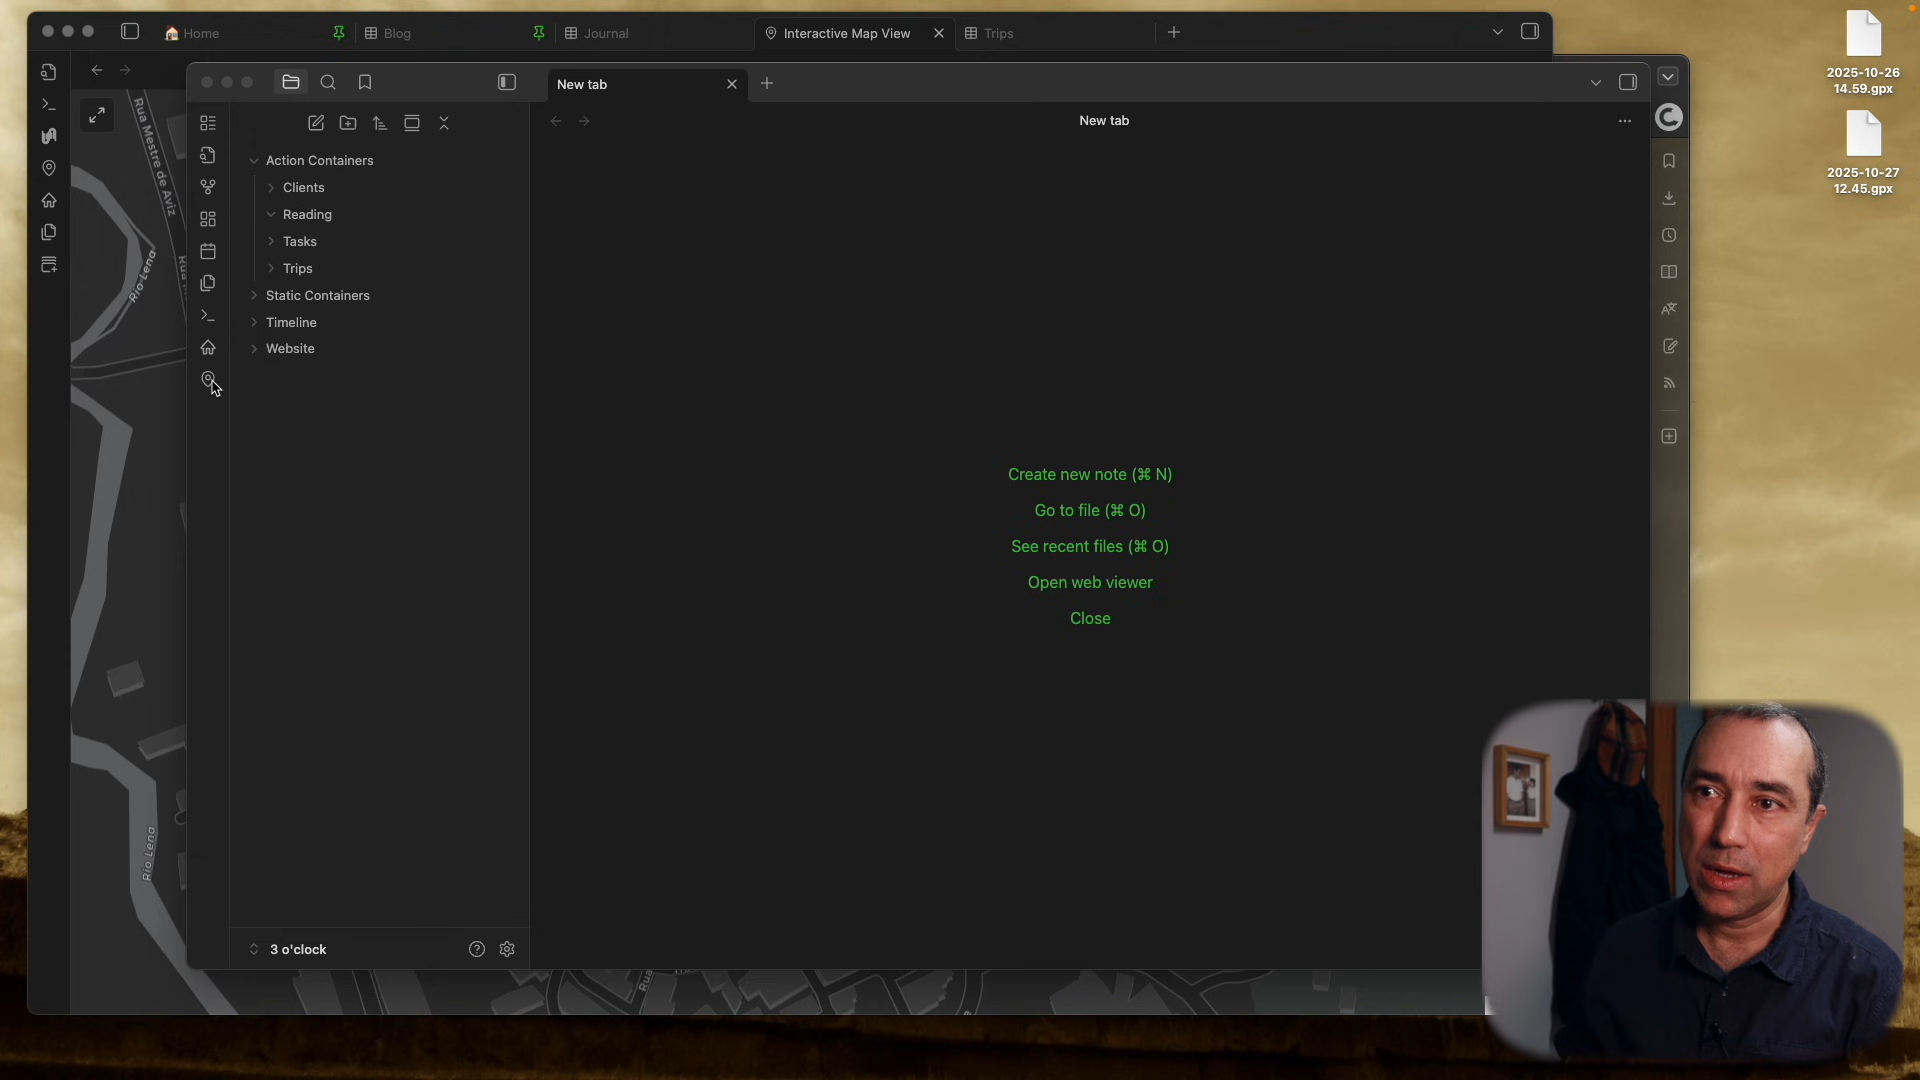 Home
Blog
Journal
Interactive Map View
Trips
New tab
New tab
Action Containers
Clients
Reading
Tasks
Trips
Static Containers
Timeline
Website
Create new note (⌘ N)
Go to file (⌘ O)
See recent files (⌘ O)
Open web viewer
Close
3 o'clock
Rua Mestre de Aviz
Rio Lena
Rio Lena
Rua
2025-10-26
14.59.gpx
2025-10-27
12.45.gpx